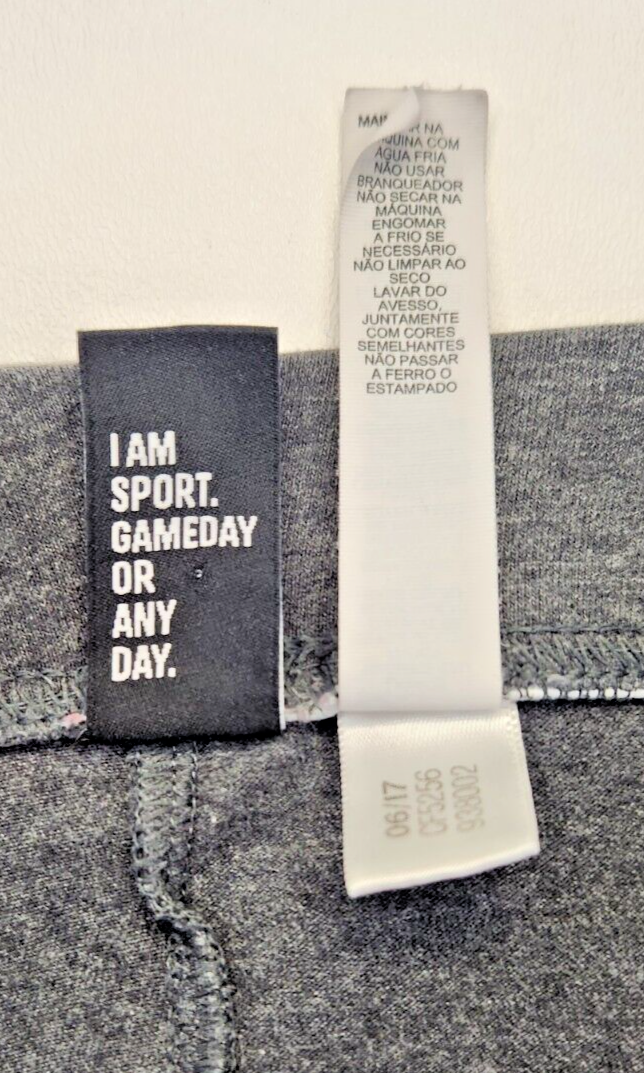 I AM
SPORT.
GAMEDAY
OR
ANY
DAY.
NA
COM
ÁGUA FRIA
NÃO USAR
BRANQUEADOR
NÃO SECAR NA
MÁQUINA
ENGOMAR
A FRIO SE
NECESSÁRIO
NÃO LIMPAR AO
SECO
LAVAR DO
AVESSO,
JUNTAMENTE
COM CORES
SEMELHANTES
NÃO PASSAR
A FERRO O
ESTAMPADO
06/17
CF5256
938002